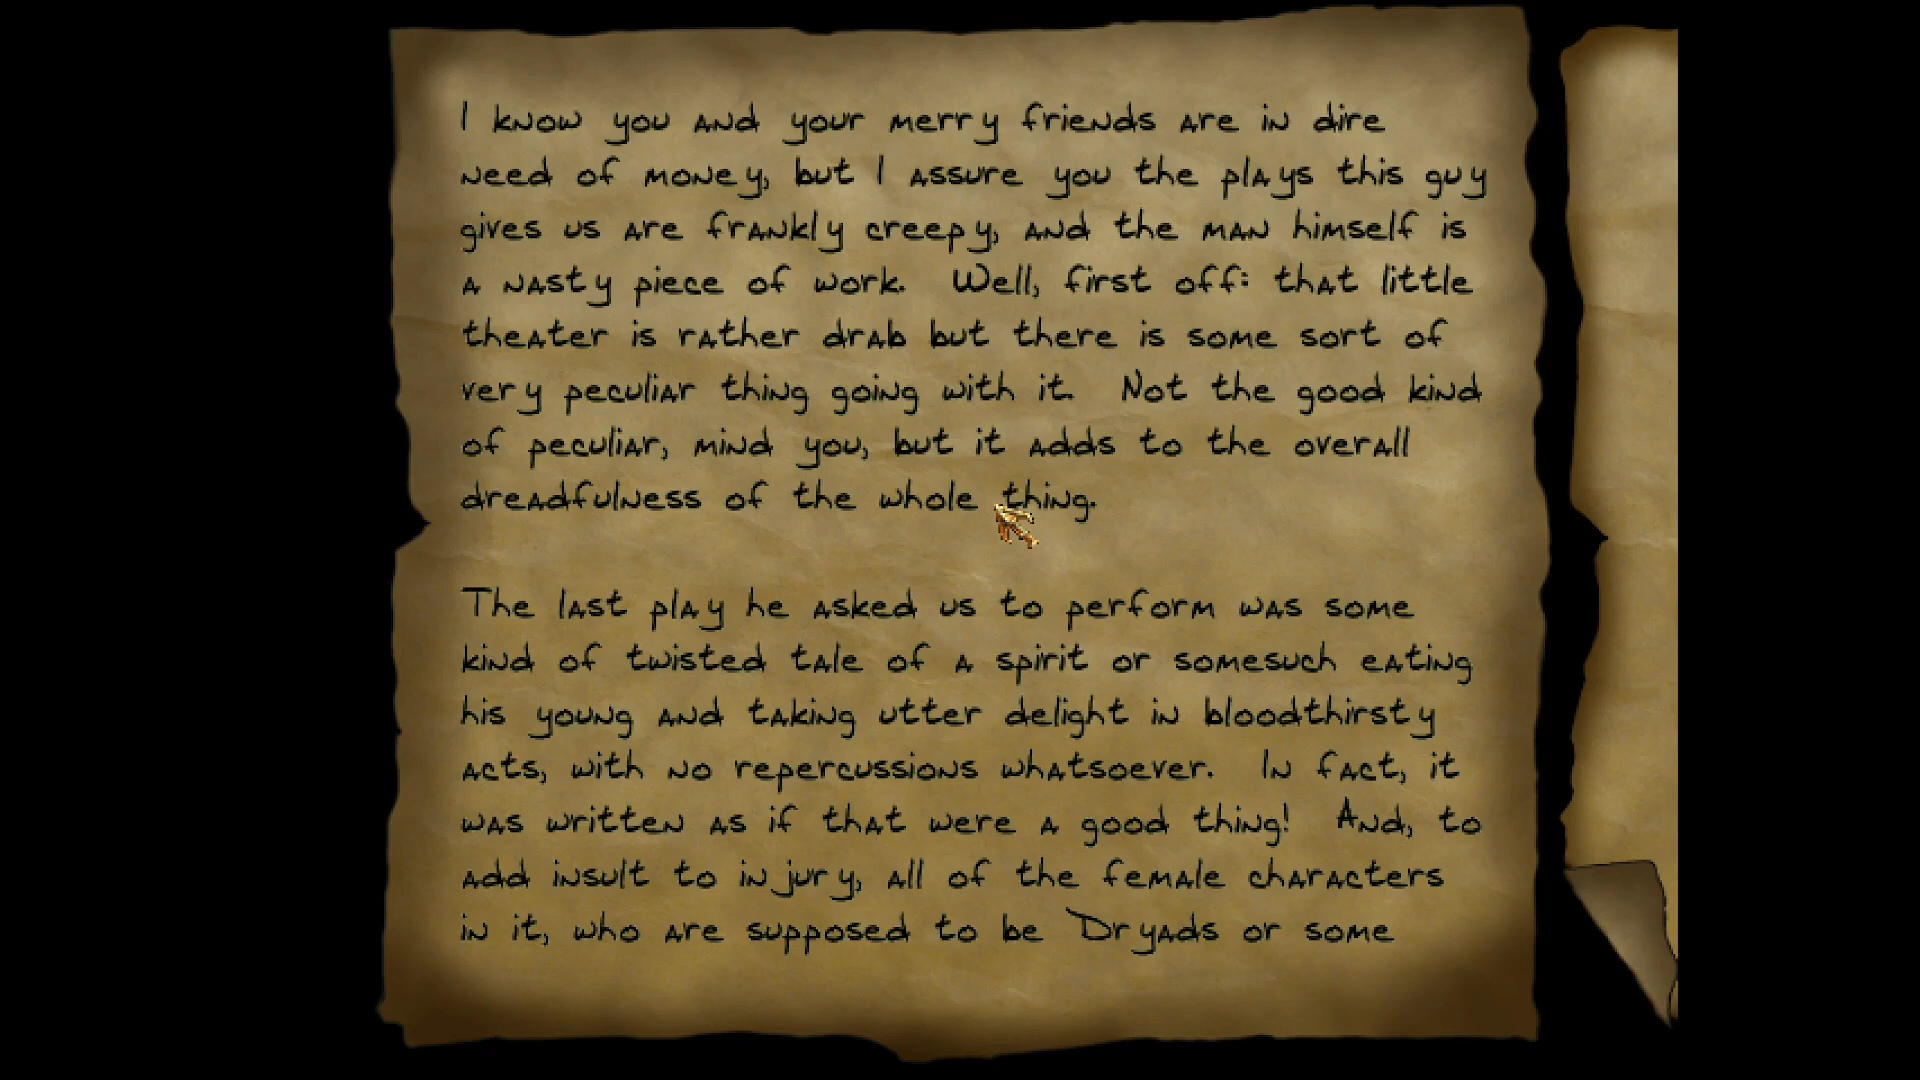 I know you and your merry friends are in dire
need of money, but I assure you the plays this guy
gives us are frankly creepy, and the man himself is
a nasty piece of work.  Well, first off: that little
theater is rather drab but there is some sort of
very peculiar thing going with it.  Not the good kind
of peculiar, mind you, but it adds to the overall
dreadfulness of the whole thing.
The last play he asked us to perform was some
kind of twisted tale of a spirit or somesuch eating
his young and taking utter delight in bloodthirsty
acts, with no repercussions whatsoever.  In fact, it
was written as if that were a good thing!  And, to
add insult to injury, all of the female characters
in it, who are supposed to be Dryads or some